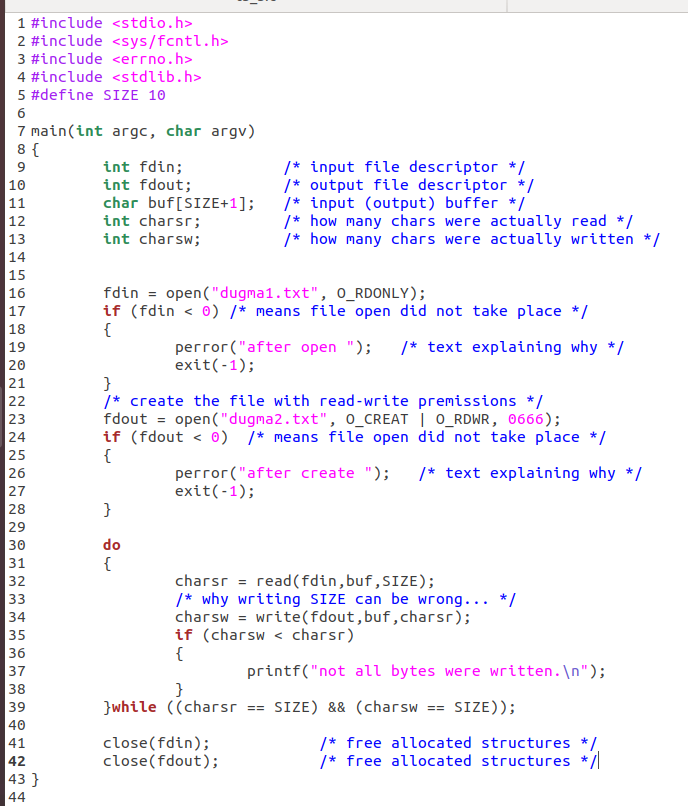 1 #include <stdio.h>
2 #include <sys/fcntl.h>
3 #include <errno.h>
4 #include <stdlib.h>
5 #define SIZE 10
6
7 main(int argc, char argv)
8 {
9         int fdin;           /* input file descriptor */
10         int fdout;          /* output file descriptor */
11         char buf[SIZE+1];   /* input (output) buffer */
12         int charsr;         /* how many chars were actually read */
13         int charsw;         /* how many chars were actually written */
14
15
16         fdin = open("dugma1.txt", O_RDONLY);
17         if (fdin < 0) /* means file open did not take place */
18         {
19                 perror("after open ");   /* text explaining why */
20                 exit(-1);
21         }
22         /* create the file with read-write premissions */
23         fdout = open("dugma2.txt", O_CREAT | O_RDWR, 0666);
24         if (fdout < 0)  /* means file open did not take place */
25         {
26                 perror("after create ");   /* text explaining why */
27                 exit(-1);
28         }
29
30         do
31         {
32                 charsr = read(fdin,buf,SIZE);
33                 /* why writing SIZE can be wrong... */
34                 charsw = write(fdout,buf,charsr);
35                 if (charsw < charsr)
36                 {
37                         printf("not all bytes were written.\n");
38                 }
39         }while ((charsr == SIZE) && (charsw == SIZE));
40
41         close(fdin);            /* free allocated structures */
42         close(fdout);           /* free allocated structures */
43 }
44